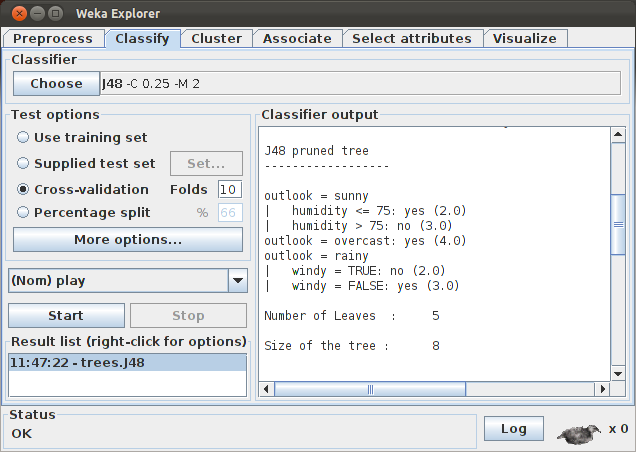 Weka Explorer
Preprocess Classify Cluster Associate Select attributes Visualize
Classifier
Choose J48 -C 0.25 -M 2
Test options
Use training set
Supplied test set Set...
Cross-validation Folds 10
Percentage split % 66
More options...
(Nom) play
Start Stop
Result list (right-click for options)
11:47:22 - trees.J48
Classifier output
J48 pruned tree
------------------
outlook = sunny
|   humidity <= 75: yes (2.0)
|   humidity > 75: no (3.0)
outlook = overcast: yes (4.0)
outlook = rainy
|   windy = TRUE: no (2.0)
|   windy = FALSE: yes (3.0)
Number of Leaves  : 5
Size of the tree : 8
Status
OK
Log x 0